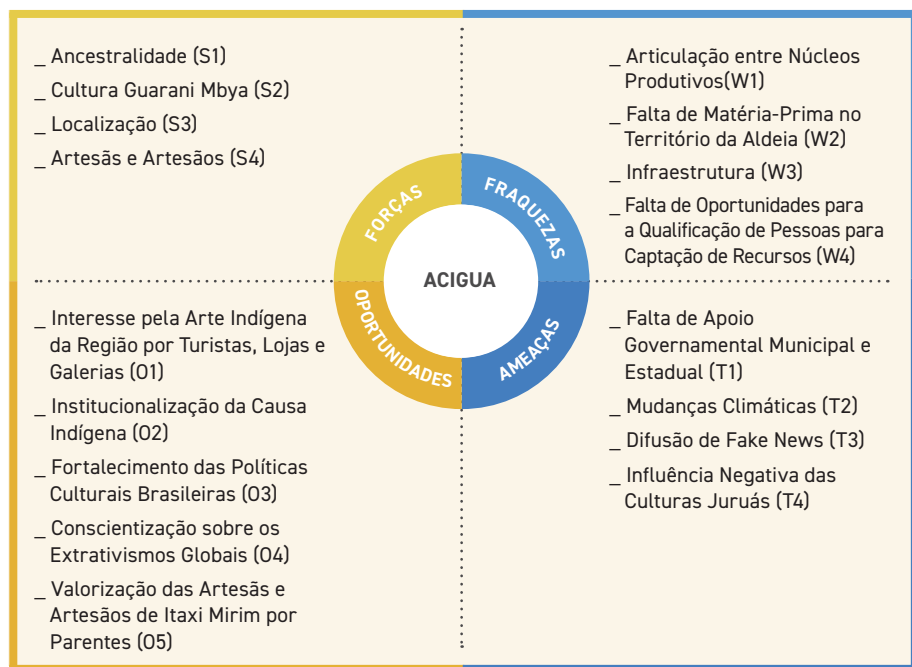 _ Ancestralidade (S1)
_ Cultura Guarani Mbya (S2)
_ Localização (S3)
_ Artesãs e Artesãos (S4)
_ Articulação entre Núcleos
Produtivos(W1)
_ Falta de Matéria-Prima no
Território da Aldeia (W2)
_ Infraestrutura (W3)
_ Falta de Oportunidades para
a Qualificação de Pessoas para
Captação de Recursos (W4)
FORÇAS
FRAQUEZAS
ACIGUA
OPORTUNIDADES
AMEAÇAS
_ Interesse pela Arte Indígena
da Região por Turistas, Lojas e
Galerias (O1)
_ Institucionalização da Causa
Indígena (O2)
_ Fortalecimento das Políticas
Culturais Brasileiras (O3)
_ Conscientização sobre os
Extrativismos Globais (O4)
_ Valorização das Artesãs e
Artesãos de Itaxi Mirim por
Parentes (O5)
_ Falta de Apoio
Governamental Municipal e
Estadual (T1)
_ Mudanças Climáticas (T2)
_ Difusão de Fake News (T3)
_ Influência Negativa das
Culturas Juruás (T4)